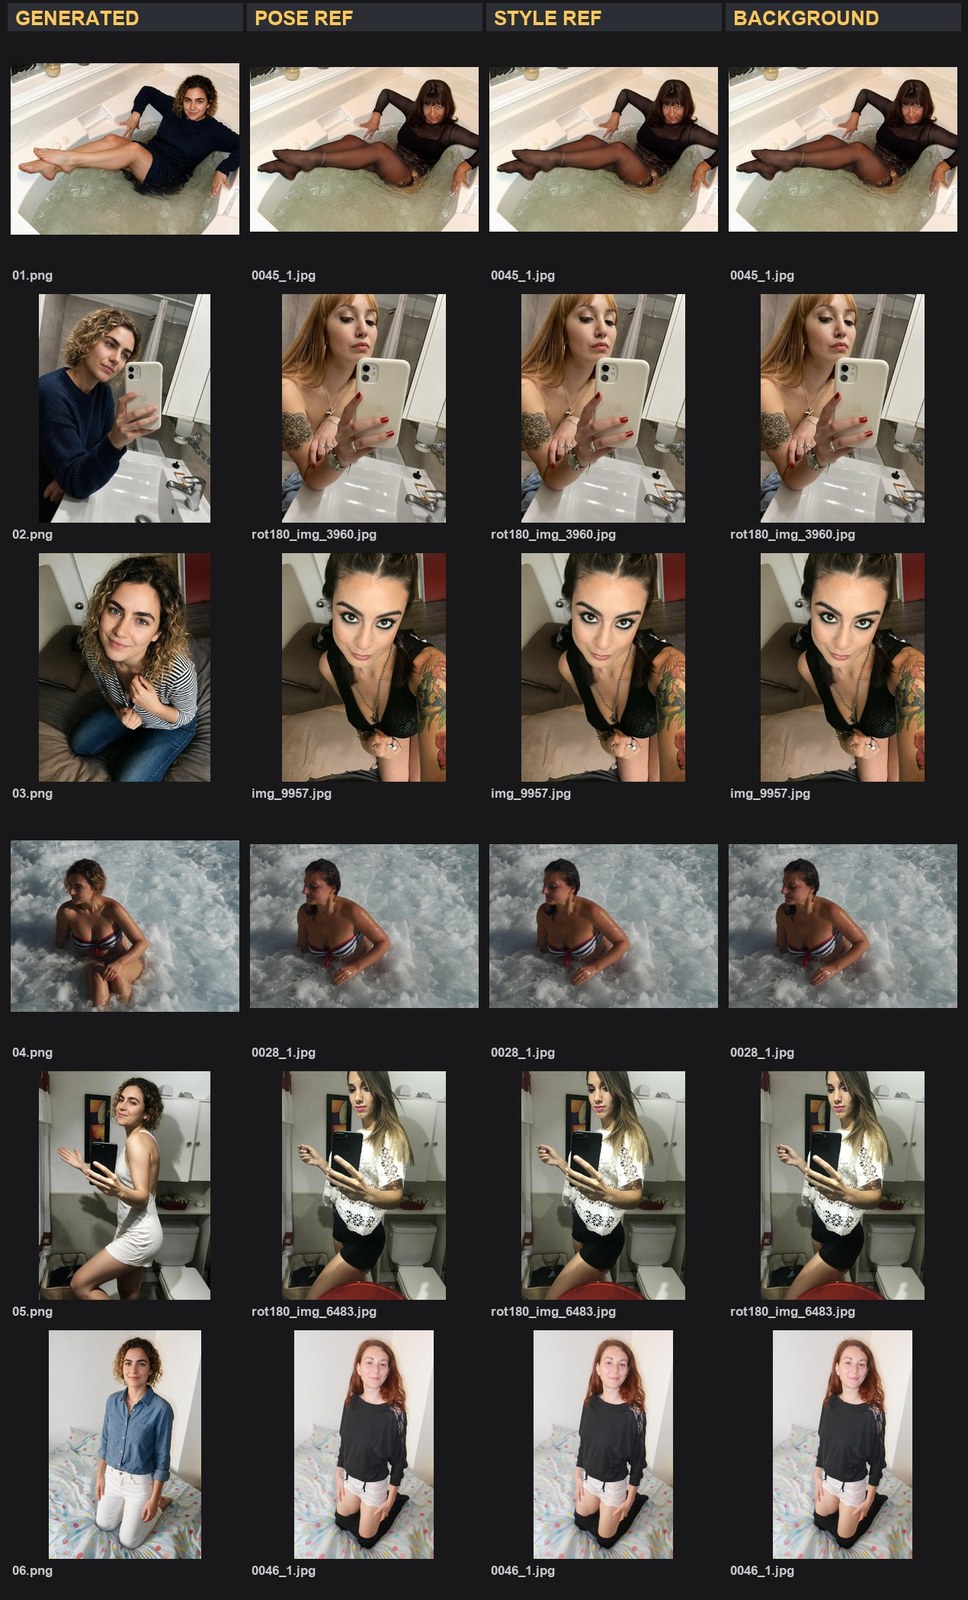 GENERATED POSE REF STYLE REF BACKGROUND
01.png 0045_1.jpg 0045_1.jpg 0045_1.jpg
02.png rot180_img_3960.jpg rot180_img_3960.jpg rot180_img_3960.jpg
03.png img_9957.jpg img_9957.jpg img_9957.jpg
04.png 0028_1.jpg 0028_1.jpg 0028_1.jpg
05.png rot180_img_6483.jpg rot180_img_6483.jpg rot180_img_6483.jpg
06.png 0046_1.jpg 0046_1.jpg 0046_1.jpg